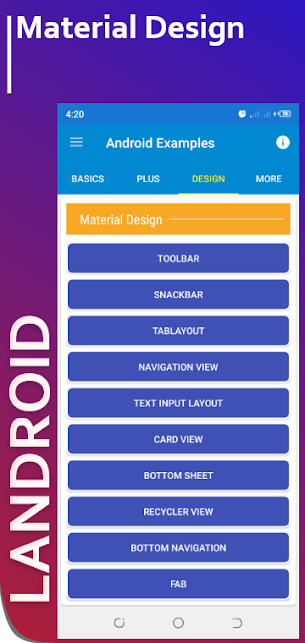 Material Design
4:20
Android Examples
BASICS PLUS DESIGN MORE
Material Design
TOOLBAR
SNACKBAR
TABLAYOUT
NAVIGATION VIEW
TEXT INPUT LAYOUT
CARD VIEW
BOTTOM SHEET
RECYCLER VIEW
BOTTOM NAVIGATION
FAB
LANDROID